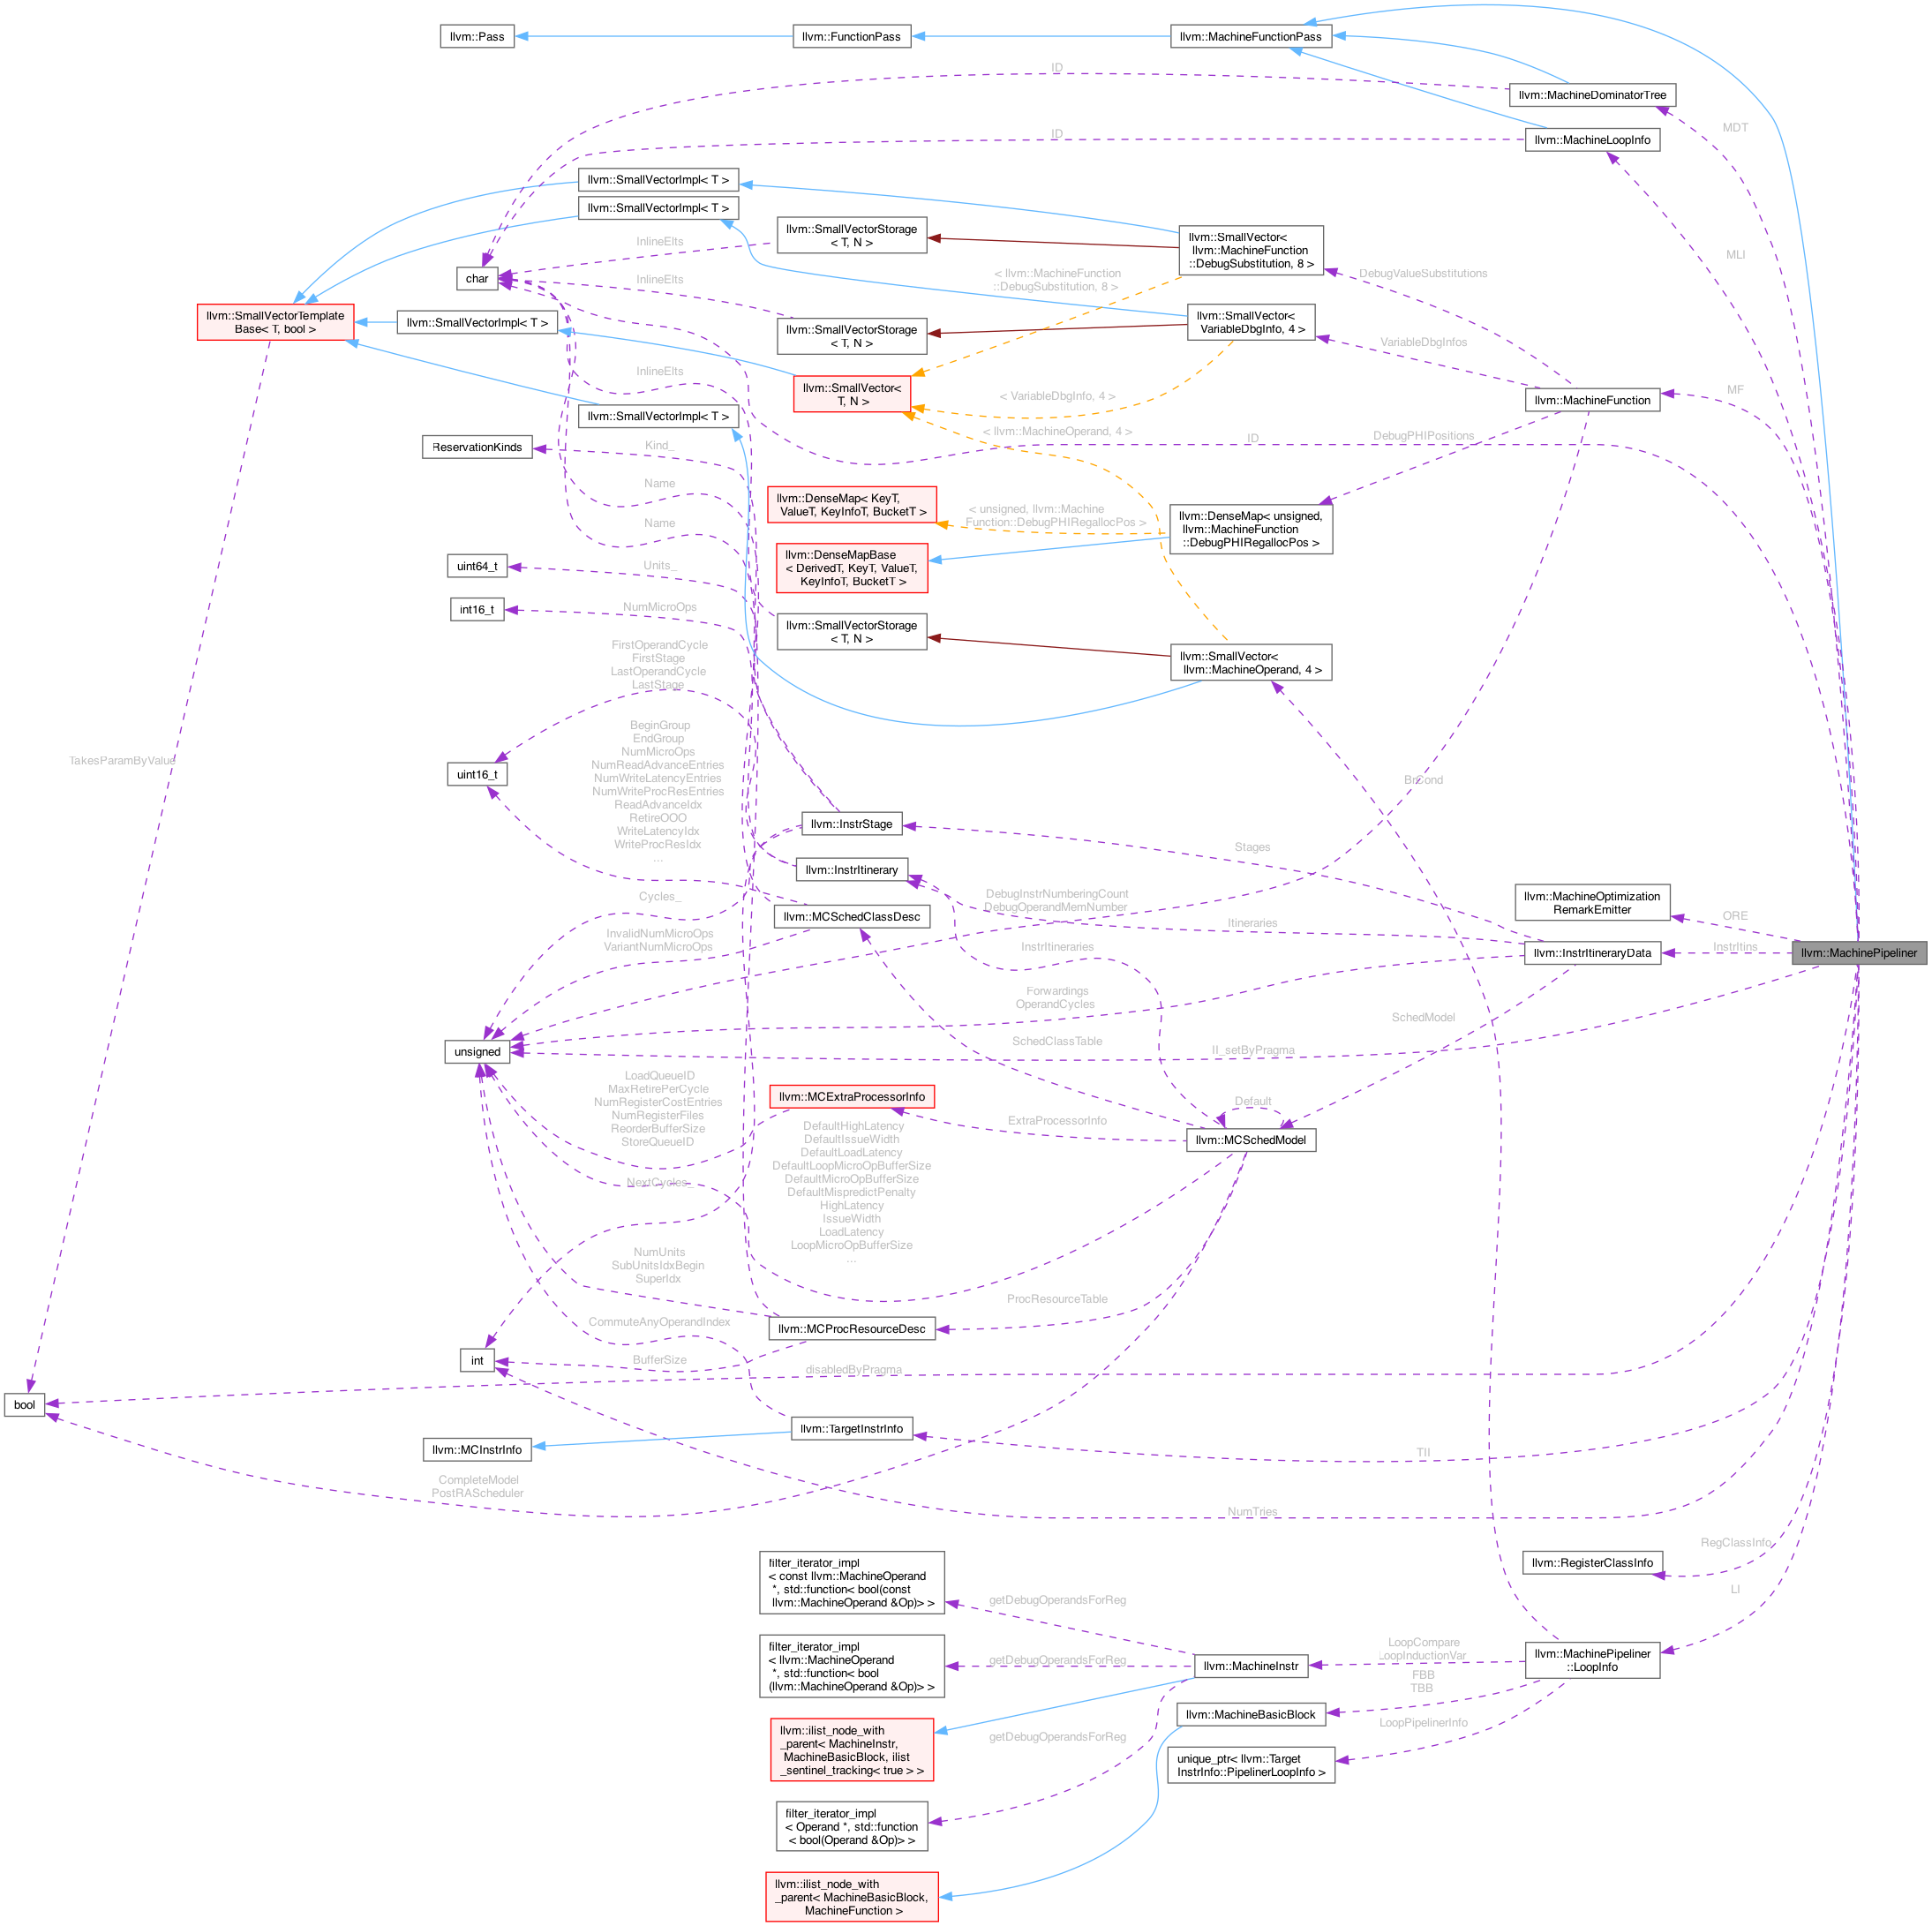 llvm::Pass
llvm::FunctionPass
llvm::MachineFunctionPass
ID
llvm::MachineDominatorTree
MDT
ID
llvm::MachineLoopInfo
llvm::SmallVectorImpl< T >
llvm::SmallVectorImpl< T >
llvm::SmallVectorStorage
< T, N >
InlineElts
llvm::SmallVector<
llvm::MachineFunction
::DebugSubstitution, 8 >
MLI
char
InlineElts
< llvm::MachineFunction
::DebugSubstitution, 8 >
DebugValueSubstitutions
llvm::SmallVectorTemplate
Base< T, bool >
llvm::SmallVectorImpl< T >
llvm::SmallVectorStorage
< T, N >
llvm::SmallVector<
VariableDbgInfo, 4 >
VariableDbgInfos
InlineElts
llvm::SmallVector<
T, N >
< VariableDbgInfo, 4 >
llvm::MachineFunction
MF
llvm::SmallVectorImpl< T >
< llvm::MachineOperand, 4 >
ID
DebugPHIPositions
ReservationKinds
Kind_
Name
llvm::DenseMap< KeyT,
ValueT, KeyInfoT, BucketT >
< unsigned, llvm::Machine
Function::DebugPHIRegallocPos >
llvm::DenseMap< unsigned,
llvm::MachineFunction
::DebugPHIRegallocPos >
Name
llvm::DenseMapBase
< DerivedT, KeyT, ValueT,
KeyInfoT, BucketT >
uint64_t
Units_
int16_t
NumMicroOps
llvm::SmallVectorStorage
< T, N >
llvm::SmallVector<
llvm::MachineOperand, 4 >
FirstOperandCycle
FirstStage
LastOperandCycle
LastStage
TakesParamByValue
BeginGroup
EndGroup
NumMicroOps
NumReadAdvanceEntries
NumWriteLatencyEntries
NumWriteProcResEntries
ReadAdvanceIdx
RetireOOO
WriteLatencyIdx
WriteProcResIdx
...
uint16_t
BrCond
llvm::InstrStage
Stages
llvm::InstrItinerary
Cycles_
DebugInstrNumberingCount
DebugOperandMemNumber
llvm::MachineOptimization
RemarkEmitter
ORE
llvm::MCSchedClassDesc
Itineraries
InvalidNumMicroOps
VariantNumMicroOps
InstrItineraries
llvm::InstrItineraryData
InstrItins
llvm::MachinePipeliner
Forwardings
OperandCycles
SchedModel
unsigned
SchedClassTable
II_setByPragma
LoadQueueID
MaxRetirePerCycle
NumRegisterCostEntries
NumRegisterFiles
ReorderBufferSize
StoreQueueID
llvm::MCExtraProcessorInfo
ExtraProcessorInfo
Default
llvm::MCSchedModel
NextCycles_
DefaultHighLatency
DefaultIssueWidth
DefaultLoadLatency
DefaultLoopMicroOpBufferSize
DefaultMicroOpBufferSize
DefaultMispredictPenalty
HighLatency
IssueWidth
LoadLatency
LoopMicroOpBufferSize
...
NumUnits
SubUnitsIdxBegin
SuperIdx
ProcResourceTable
llvm::MCProcResourceDesc
CommuteAnyOperandIndex
int
BufferSize
disabledByPragma
bool
llvm::TargetInstrInfo
llvm::MCInstrInfo
TII
CompleteModel
PostRAScheduler
NumTries
filter_iterator_impl
< const llvm::MachineOperand
*, std::function< bool(const
llvm::MachineOperand &Op)> >
llvm::RegisterClassInfo
RegClassInfo
getDebugOperandsForReg
LI
filter_iterator_impl
< llvm::MachineOperand
*, std::function< bool
(llvm::MachineOperand &Op)> >
getDebugOperandsForReg
llvm::MachineInstr
LoopCompare
LoopInductionVar
llvm::MachinePipeliner
::LoopInfo
FBB
TBB
llvm::ilist_node_with
_parent< MachineInstr,
MachineBasicBlock, ilist
_sentinel_tracking< true > >
getDebugOperandsForReg
llvm::MachineBasicBlock
LoopPipelinerInfo
unique_ptr< llvm::Target
InstrInfo::PipelinerLoopInfo >
filter_iterator_impl
< Operand *, std::function
< bool(Operand &Op)> >
llvm::ilist_node_with
_parent< MachineBasicBlock,
MachineFunction >